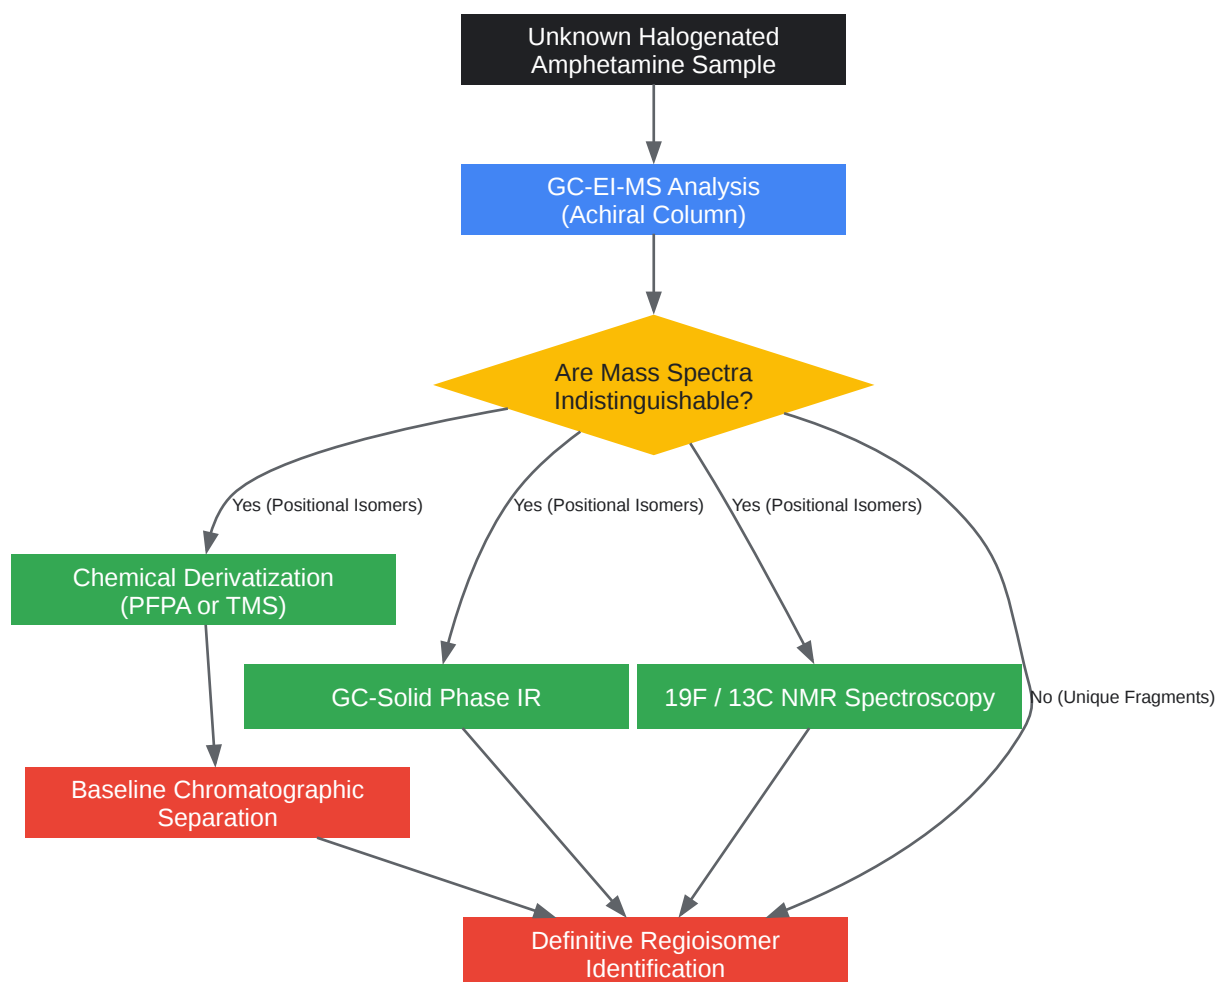 Unknown Halogenated
Amphetamine Sample
GC-EI-MS Analysis
(Achiral Column)
Are Mass Spectra
Indistinguishable?
Yes (Positional Isomers)
Yes (Positional Isomers)
Yes (Positional Isomers)
Chemical Derivatization
(PFPA or TMS)
GC-Solid Phase IR
19F / 13C NMR Spectroscopy
No (Unique Fragments)
Baseline Chromatographic
Separation
Definitive Regioisomer
Identification